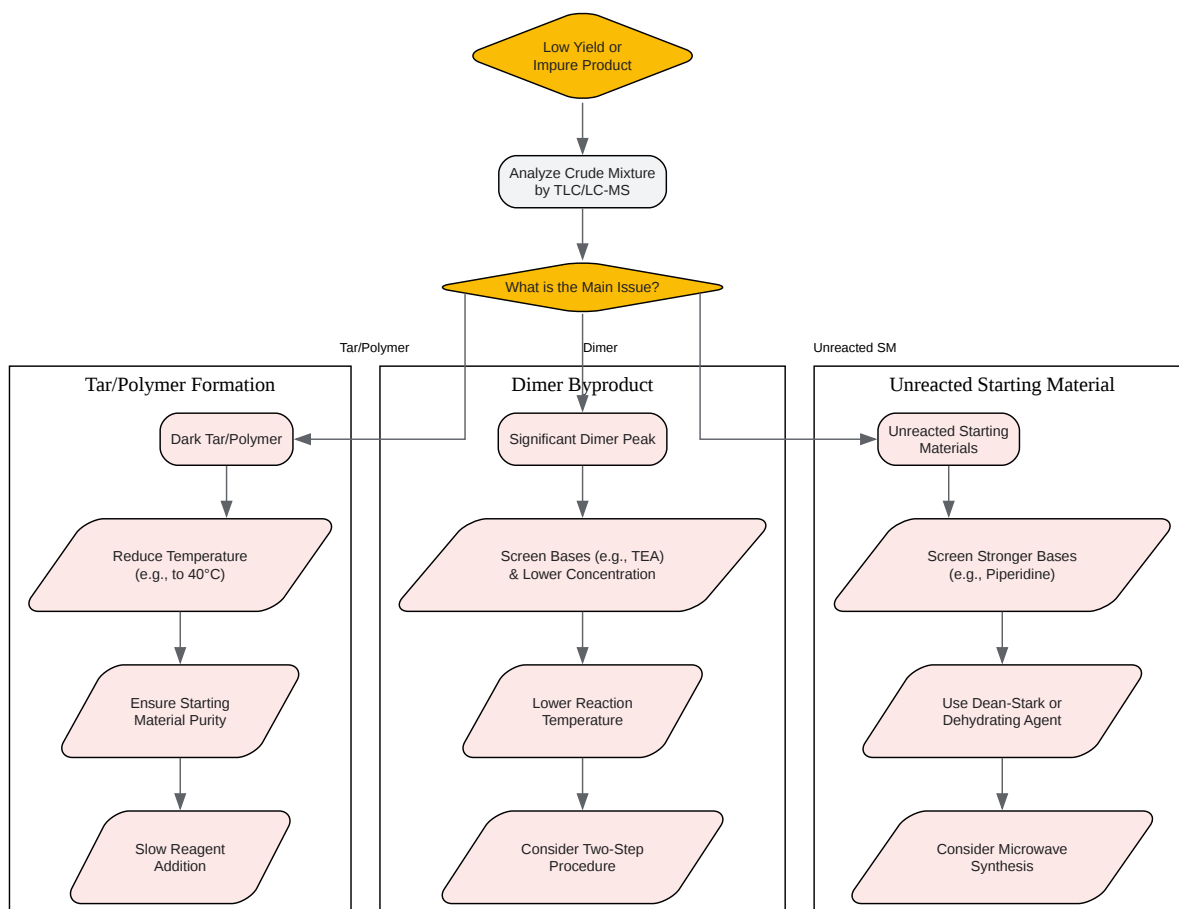 Low Yield or
Impure Product
Analyze Crude Mixture
by TLC/LC-MS
What is the Main Issue?
Tar/Polymer
Dimer
Unreacted SM
Tar/Polymer Formation
Dark Tar/Polymer
Reduce Temperature
(e.g., to 40°C)
Ensure Starting
Material Purity
Slow Reagent
Addition
Dimer Byproduct
Significant Dimer Peak
Screen Bases (e.g., TEA)
& Lower Concentration
Lower Reaction
Temperature
Consider Two-Step
Procedure
Unreacted Starting Material
Unreacted Starting
Materials
Screen Stronger Bases
(e.g., Piperidine)
Use Dean-Stark or
Dehydrating Agent
Consider Microwave
Synthesis